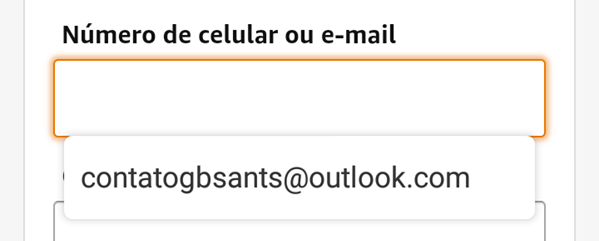 Número de celular ou e-mail
contatogbsants@outlook.com